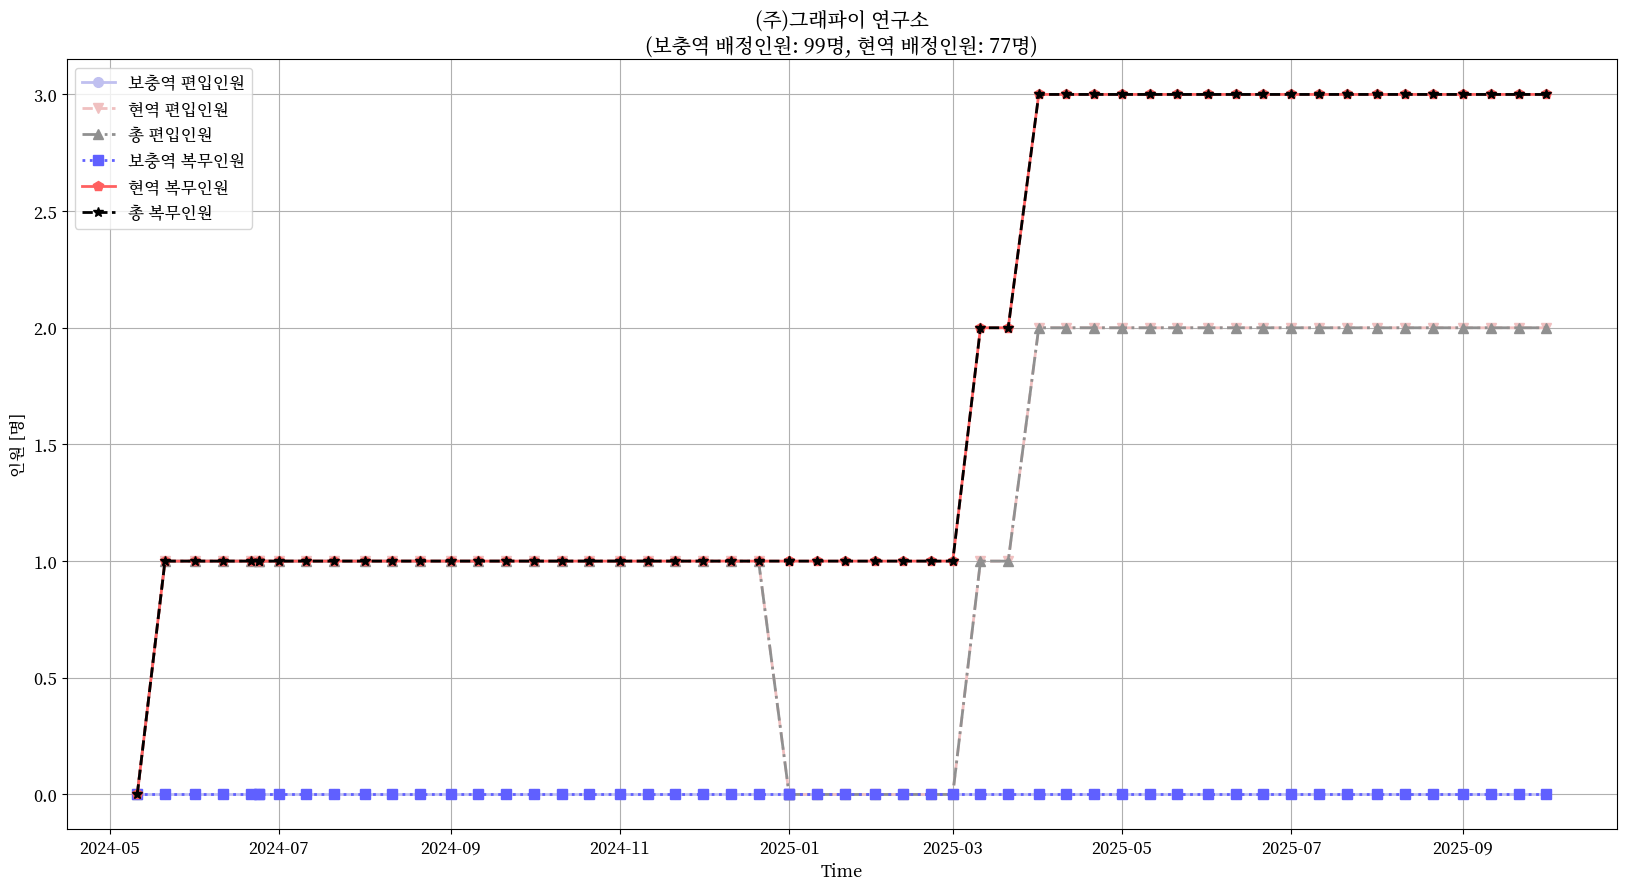 (주)그래파이 연구소
(보충역 배정인원: 99명, 현역 배정인원: 77명)
보충역 편입인원
현역 편입인원
총 편입인원
보충역 복무인원
현역 복무인원
총 복무인원
3.0
2.5
2.0
1.5
1.0
0.5
0.0
인원 [명]
2024-05 2024-07 2024-09 2024-11 2025-01 2025-03 2025-05 2025-07 2025-09
Time